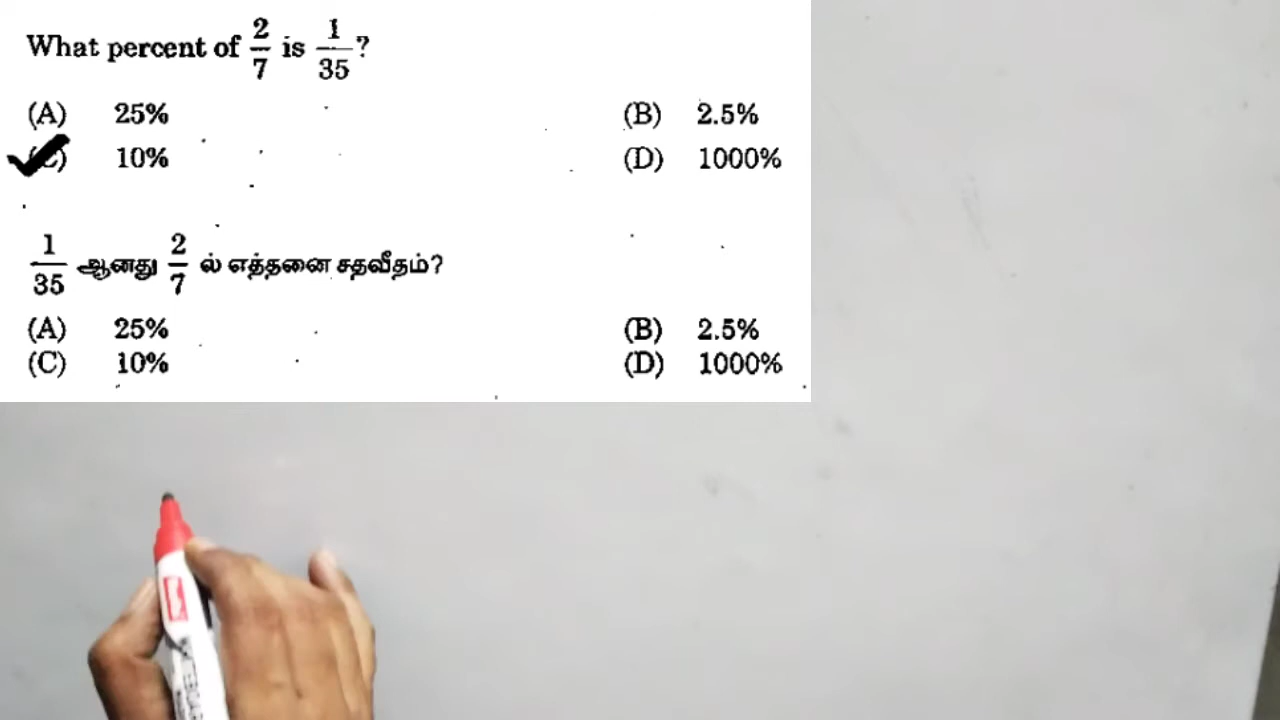 What percent of 2/7 is 1/35?
(A) 25% (B) 2.5%
(C) 10% (D) 1000%
1/35 ஆனது 2/7 ல் எத்தனை சதவீதம்?
(A) 25% (B) 2.5%
(C) 10% (D) 1000%